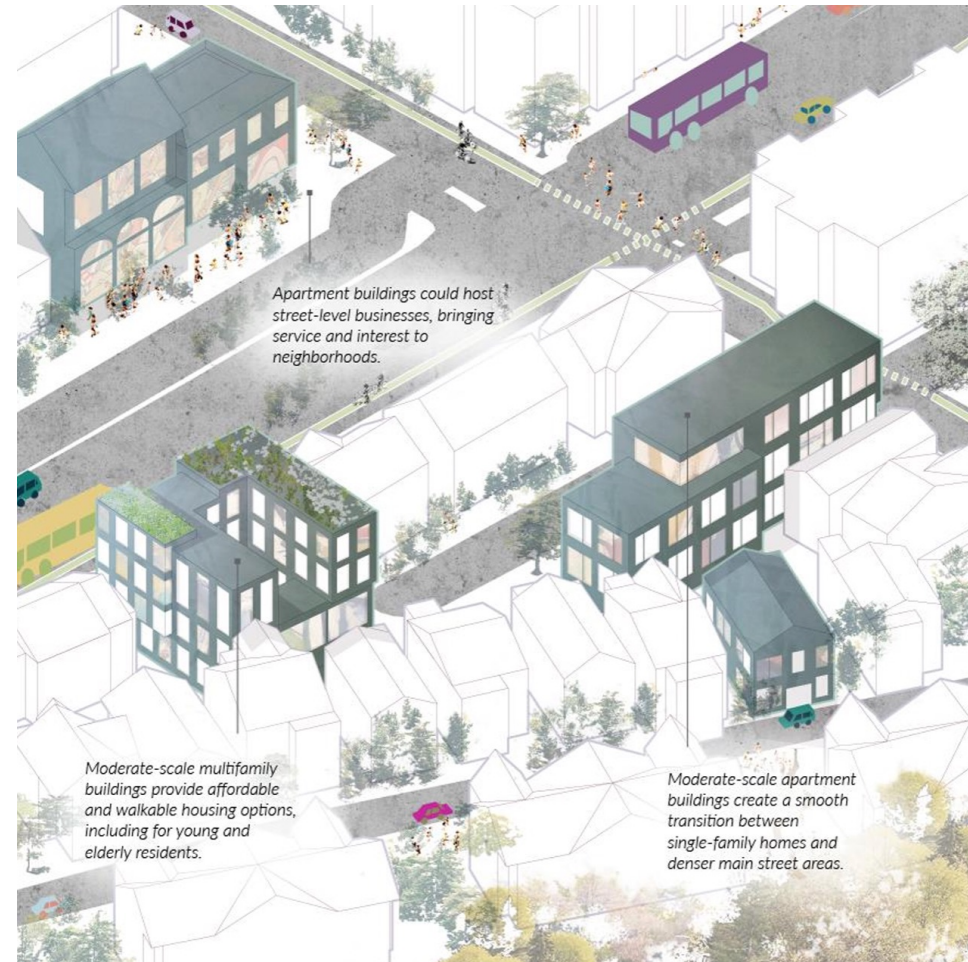 Apartment buildings could host
street-level businesses, bringing
service and interest to
neighborhoods.
Moderate-scale multifamily
buildings provide affordable
and walkable housing options,
including for young and
elderly residents.
Moderate-scale apartment
buildings create a smooth
transition between
single-family homes and
denser main street areas.